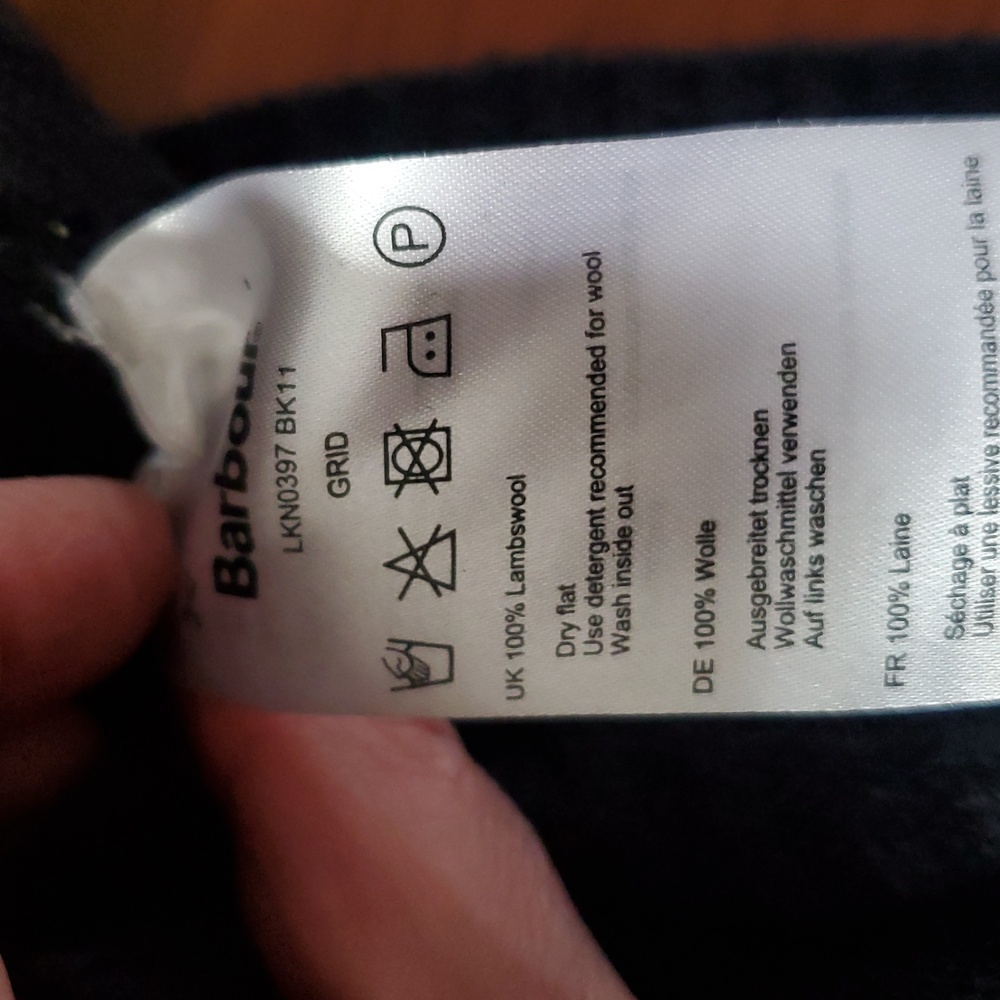 Barbour
LKN0397 BK11
GRID
P
UK 100% Lambswool
Dry flat
Use detergent recommended for wool
Wash inside out
DE 100% Wolle
Ausgebreitet trocknen
Wollwaschmittel verwenden
Auf links waschen
FR 100% Laine
Séchage à plat
Utiliser une lessive recommandée pour la laine